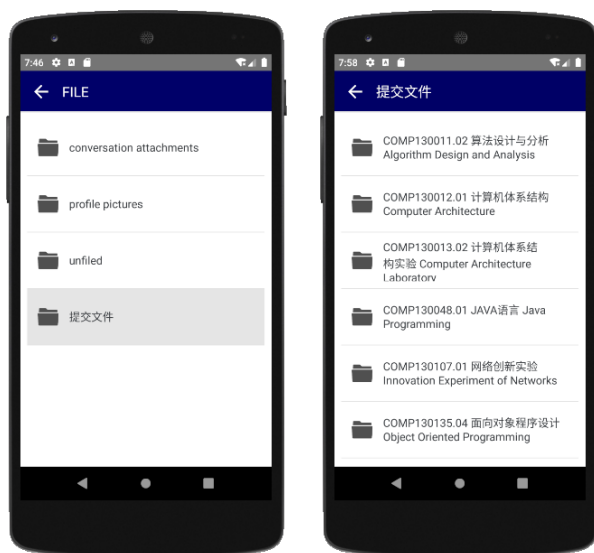 7:46
FILE
conversation attachments
profile pictures
unfiled
提交文件
7:58
提交文件
COMP130011.02 算法设计与分析
Algorithm Design and Analysis
COMP130012.01 计算机体系结构
Computer Architecture
COMP130013.02 计算机体系结
构实验 Computer Architecture
Laboratory
COMP130048.01 JAVA语言 Java
Programming
COMP130107.01 网络创新实验
Innovation Experiment of Networks
COMP130135.04 面向对象程序设计
Object Oriented Programming